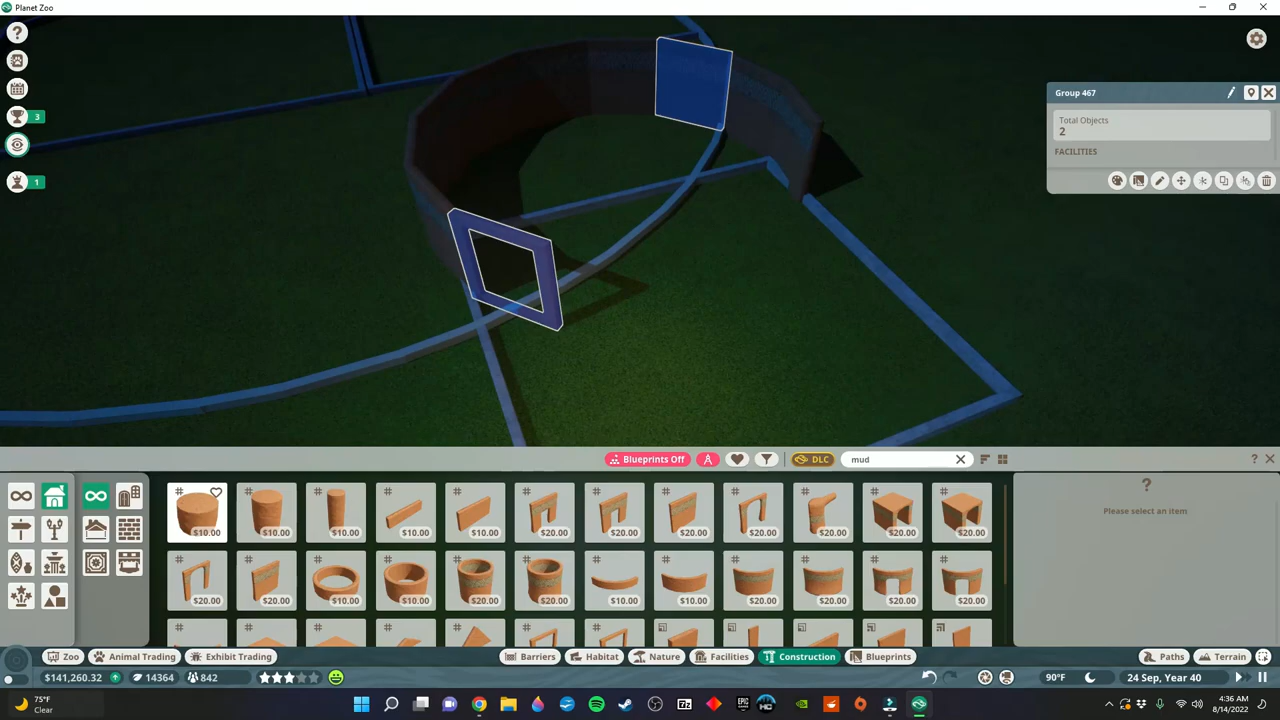 Planet Zoo
3
1
Group 467
Total Objects
2
FACILITIES
Blueprints Off
DLC
mud
Please select an item
$10.00 $10.00 $10.00 $10.00 $10.00 $20.00 $20.00 $20.00 $20.00 $20.00 $20.00 $20.00
$20.00 $20.00 $10.00 $10.00 $20.00 $20.00 $10.00 $10.00 $20.00 $20.00 $20.00 $20.00
Zoo Animal Trading Exhibit Trading Barriers Habitat Nature Facilities Construction Blueprints Paths Terrain
$141,260.32 14364 842 90°F 24 Sep, Year 40
75°F
Clear
4:36 AM
8/14/2022